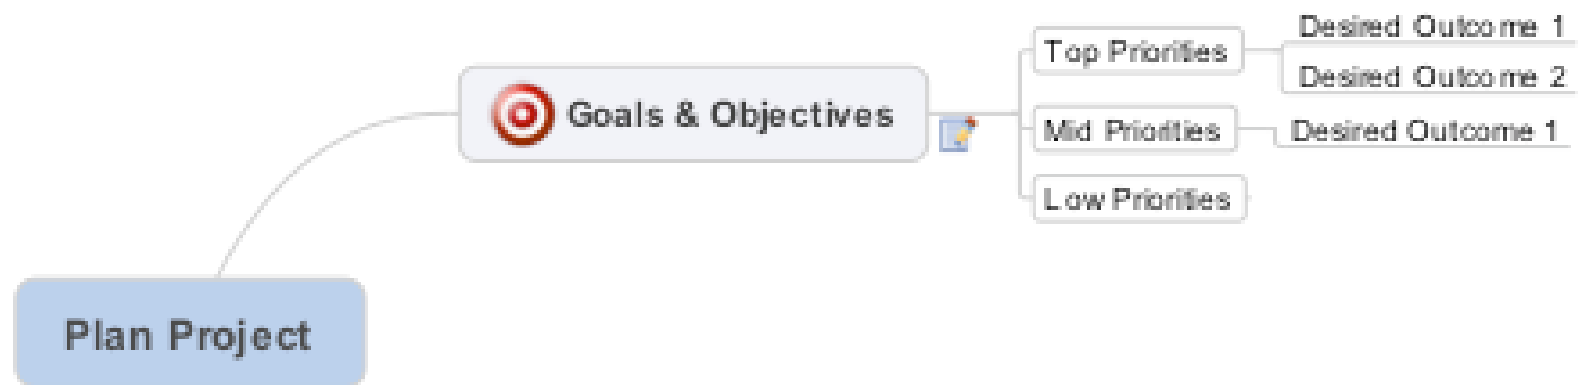 Desired Outcome 1
Top Priorities
Desired Outcome 2
Goals & Objectives
Mid Priorities
Desired Outcome 1
Low Priorities
Plan Project